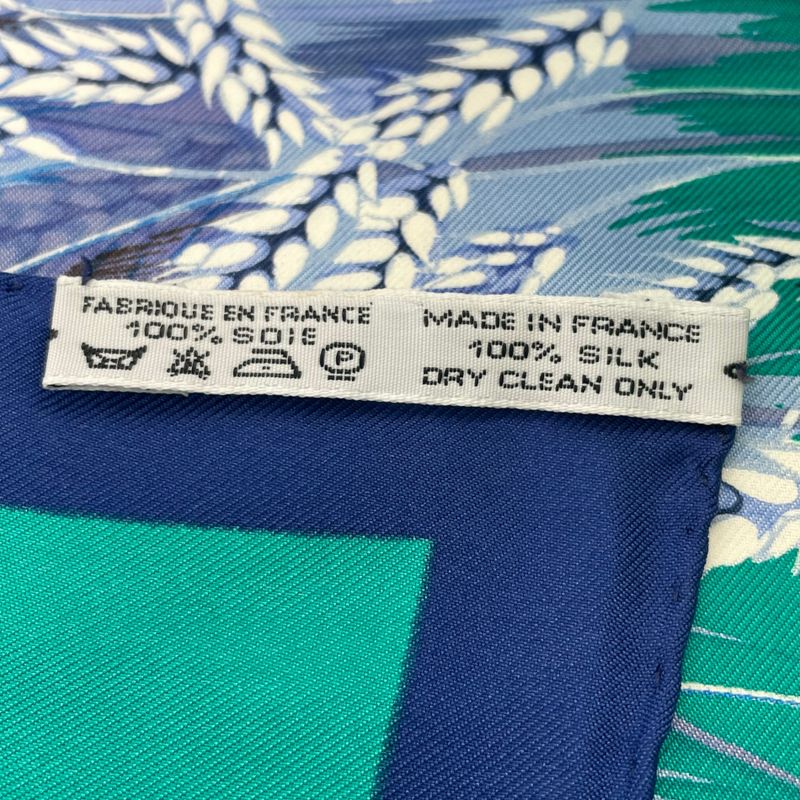 FABRIQUE EN FRANCE
100% SOIE
P
MADE IN FRANCE
100% SILK
DRY CLEAN ONLY